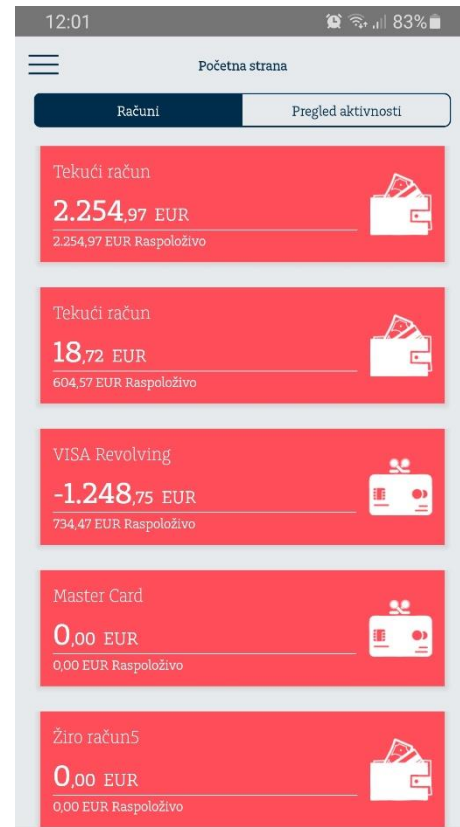 12:01 83%
Početna strana
Računi Pregled aktivnosti
Tekući račun
2.254,97 EUR
2.254,97 EUR Raspoloživo
Tekući račun
18,72 EUR
604,57 EUR Raspoloživo
VISA Revolving
-1.248,75 EUR
734,47 EUR Raspoloživo
Master Card
0,00 EUR
0,00 EUR Raspoloživo
Žiro račun5
0,00 EUR
0,00 EUR Raspoloživo